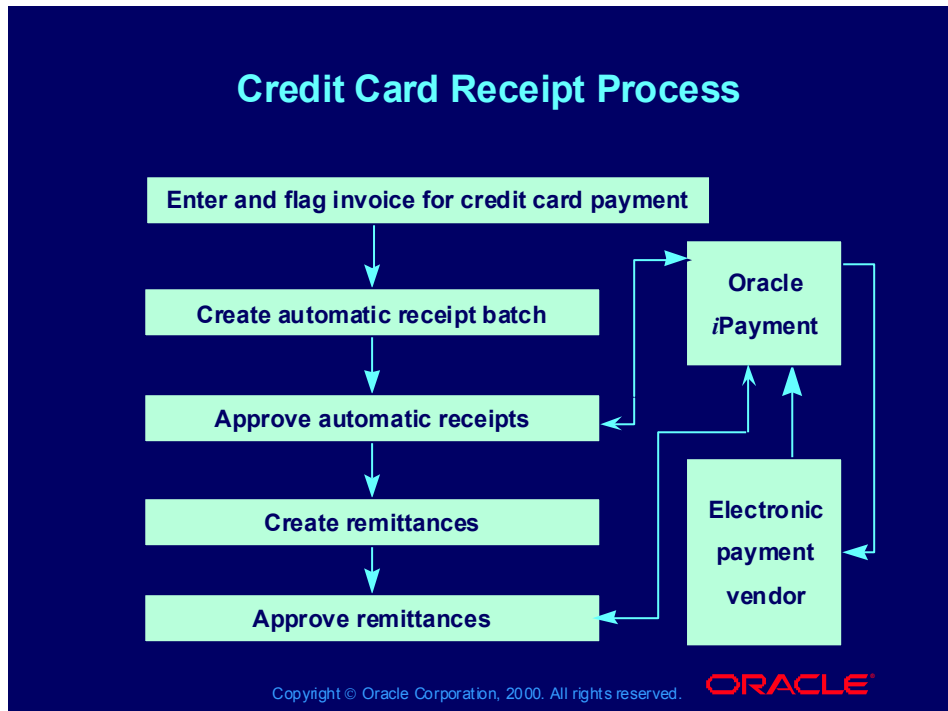 Credit Card Receipt Process
Enter and flag invoice for credit card payment
Create automatic receipt batch
Approve automatic receipts
Create remittances
Approve remittances
Oracle
iPayment
Electronic
payment
vendor
Copyright © Oracle Corporation, 2000. All rights reserved.
ORACLE®